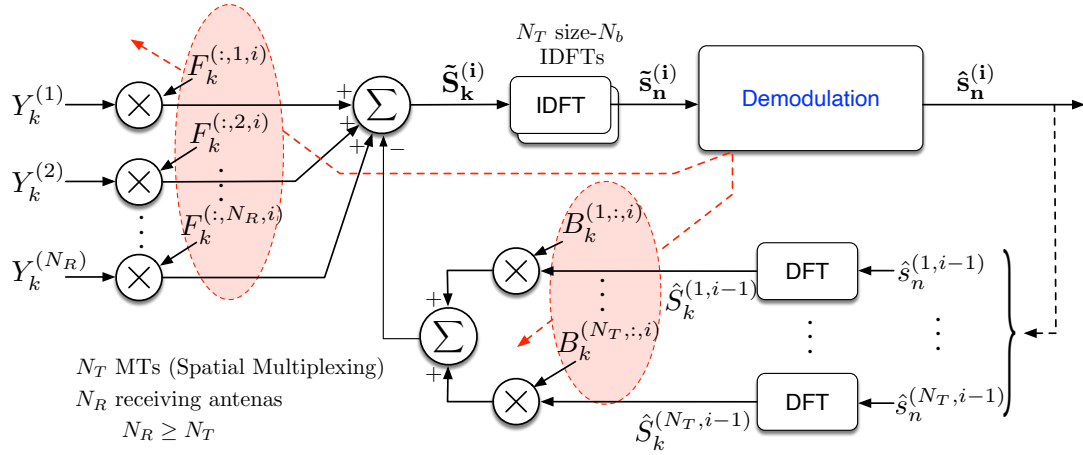 N_T size-N_b
IDFTs
F_k^{(:,1,i)}
Y_k^{(1)}
×
+
+
+
−
Σ
S̃_k^{(i)}
IDFT
s̃_n^{(i)}
Demodulation
ŝ_n^{(i)}
F_k^{(:,2,i)}
Y_k^{(2)}
×
⋮
⋮
F_k^{(:,N_R,i)}
Y_k^{(N_R)}
×
B_k^{(1,:,i)}
×
Ŝ_k^{(1,i−1)}
DFT
ŝ_n^{(1,i−1)}
+
Σ
+
⋮
⋮
⋮
B_k^{(N_T,:,i)}
×
Ŝ_k^{(N_T,i−1)}
DFT
ŝ_n^{(N_T,i−1)}
}
N_T MTs (Spatial Multiplexing)
N_R receiving antenas
N_R ≥ N_T